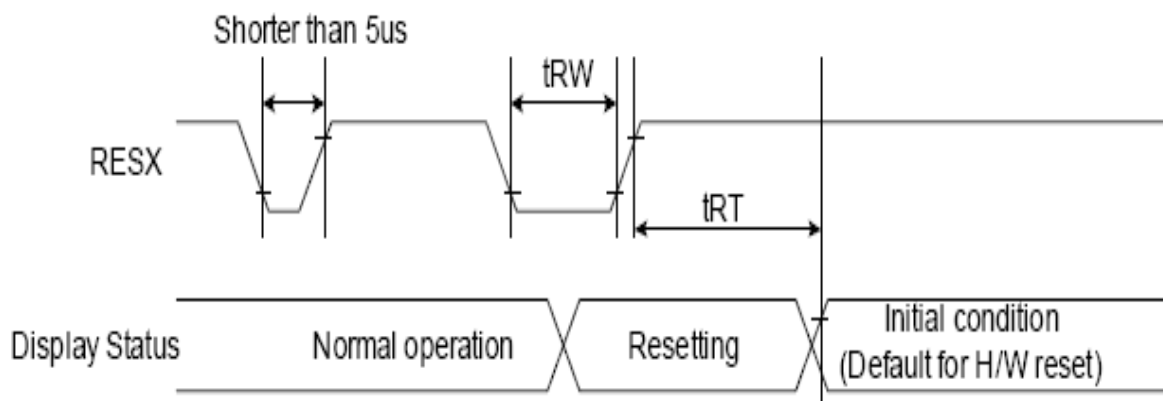 Shorter than 5us
tRW
RESX
tRT
Display Status
Normal operation
Resetting
Initial condition
(Default for H/W reset)